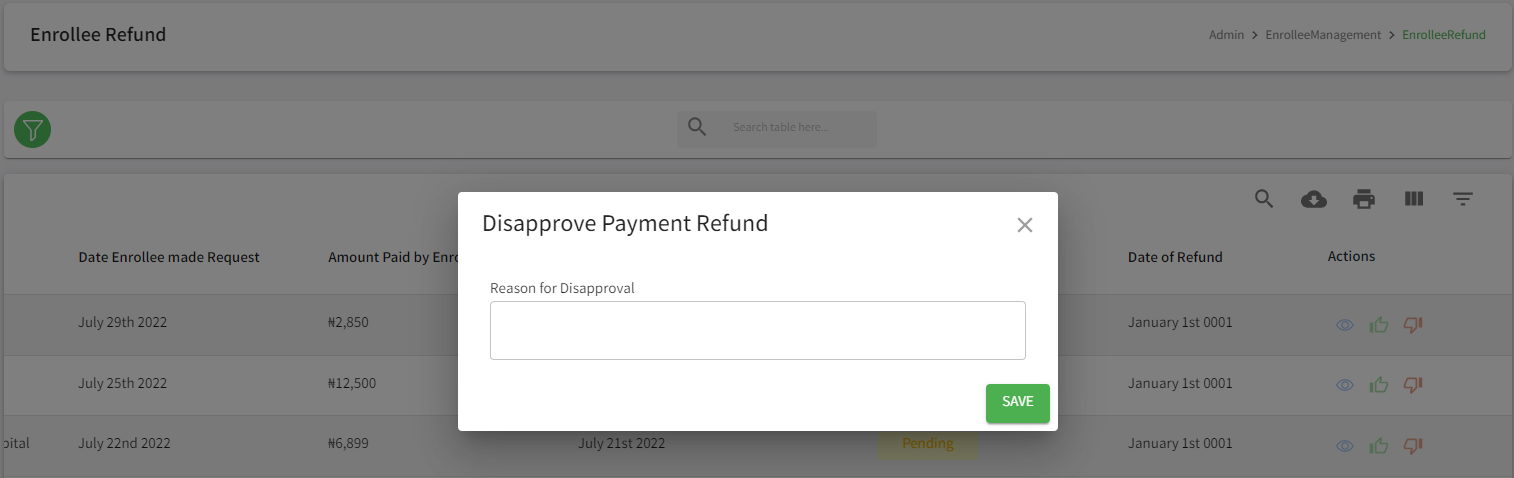 Enrollee Refund
Admin > EnrolleeManagement > EnrolleeRefund
Search table here...
Disapprove Payment Refund
Date Enrollee made Request Amount Paid by Enro Date of Refund Actions
Reason for Disapproval
July 29th 2022 ₦2,850 January 1st 0001
July 25th 2022 ₦12,500 January 1st 0001
SAVE
pital July 22nd 2022 ₦6,899 July 21st 2022 Pending January 1st 0001